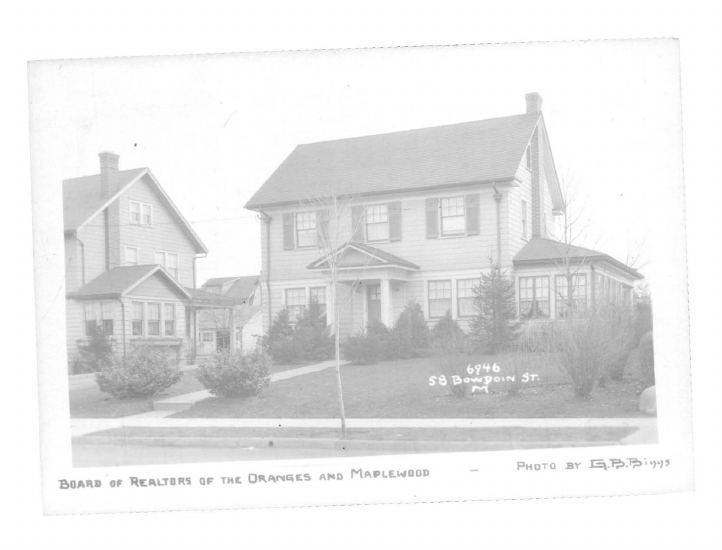 6946
58 BOWDOIN ST.
M
BOARD OF REALTORS OF THE ORANGES AND MAPLEWOOD — PHOTO BY G.B.Biggs